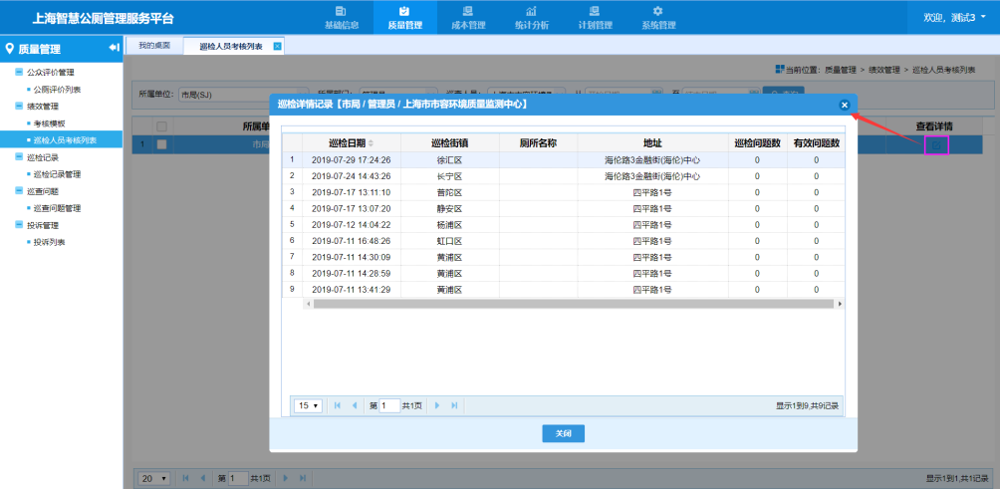 上海智慧公厕管理服务平台
基础信息
质量管理
成本管理
统计分析
计划管理
系统管理
欢迎, 测试3
质量管理
我的桌面
巡检人员考核列表
公众评价管理
公厕评价列表
绩效管理
考核模板
巡检人员考核列表
巡检记录
巡检记录管理
巡查问题
巡查问题管理
投诉管理
投诉列表
当前位置: 质量管理 > 绩效管理 > 巡检人员考核列表
所属单位: 市局(SJ)
所属单
查看详情
1 市局
巡检详情记录【市局 / 管理员 / 上海市市容环境质量监测中心】
巡检日期 巡检街镇 厕所名称 地址 巡检问题数 有效问题数
1 2019-07-29 17:24:26 徐汇区 海伦路3金融街(海伦)中心 0 0
2 2019-07-24 14:43:26 长宁区 海伦路3金融街(海伦)中心 0 0
3 2019-07-17 13:11:10 普陀区 四平路1号 0 0
4 2019-07-17 13:07:20 静安区 四平路1号 0 0
5 2019-07-12 14:04:22 杨浦区 四平路1号 0 0
6 2019-07-11 16:48:26 虹口区 四平路1号 0 0
7 2019-07-11 14:30:09 黄浦区 四平路1号 0 0
8 2019-07-11 14:28:59 黄浦区 四平路1号 0 0
9 2019-07-11 13:41:29 黄浦区 四平路1号 0 0
15 第 1 共1页 显示1到9,共9记录
关闭
20 第 1 共1页 显示1到1,共1记录